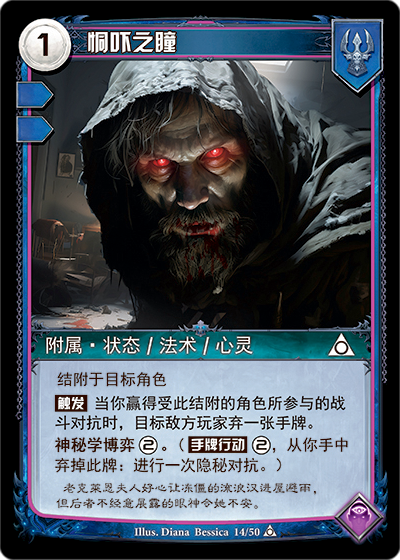 1
恫吓之瞳
附属・状态 / 法术 / 心灵
结附于目标角色
触发 当你赢得受此结附的角色所参与的战
斗对抗时，目标敌方玩家弃一张手牌。
神秘学博弈②。（手牌行动②，从你手中
弃掉此牌：进行一次隐秘对抗。）
老克莱恩夫人好心让冻僵的流浪汉进屋避雨，
但后者不经意展露的眼神令她不安。
Illus. Diana Bessica 14/50